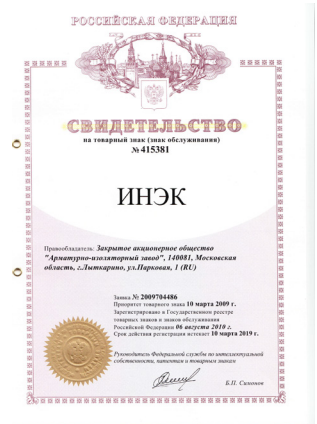 РОССИЙСКАЯ ФЕДЕРАЦИЯ
СВИДЕТЕЛЬСТВО
на товарный знак (знак обслуживания)
№ 415381
ИНЭК
Правообладатель: Закрытое акционерное общество
"Арматурно-изоляторный завод", 140081, Московская
область, г.Лыткарино, ул.Парковая, 1 (RU)
Заявка № 2009704486
Приоритет товарного знака 10 марта 2009 г.
Зарегистрировано в Государственном реестре
товарных знаков и знаков обслуживания
Российской Федерации 06 августа 2010 г.
Срок действия регистрации истекает 10 марта 2019 г.
Руководитель Федеральной службы по интеллектуальной
собственности, патентам и товарным знакам
Б.П. Симонов